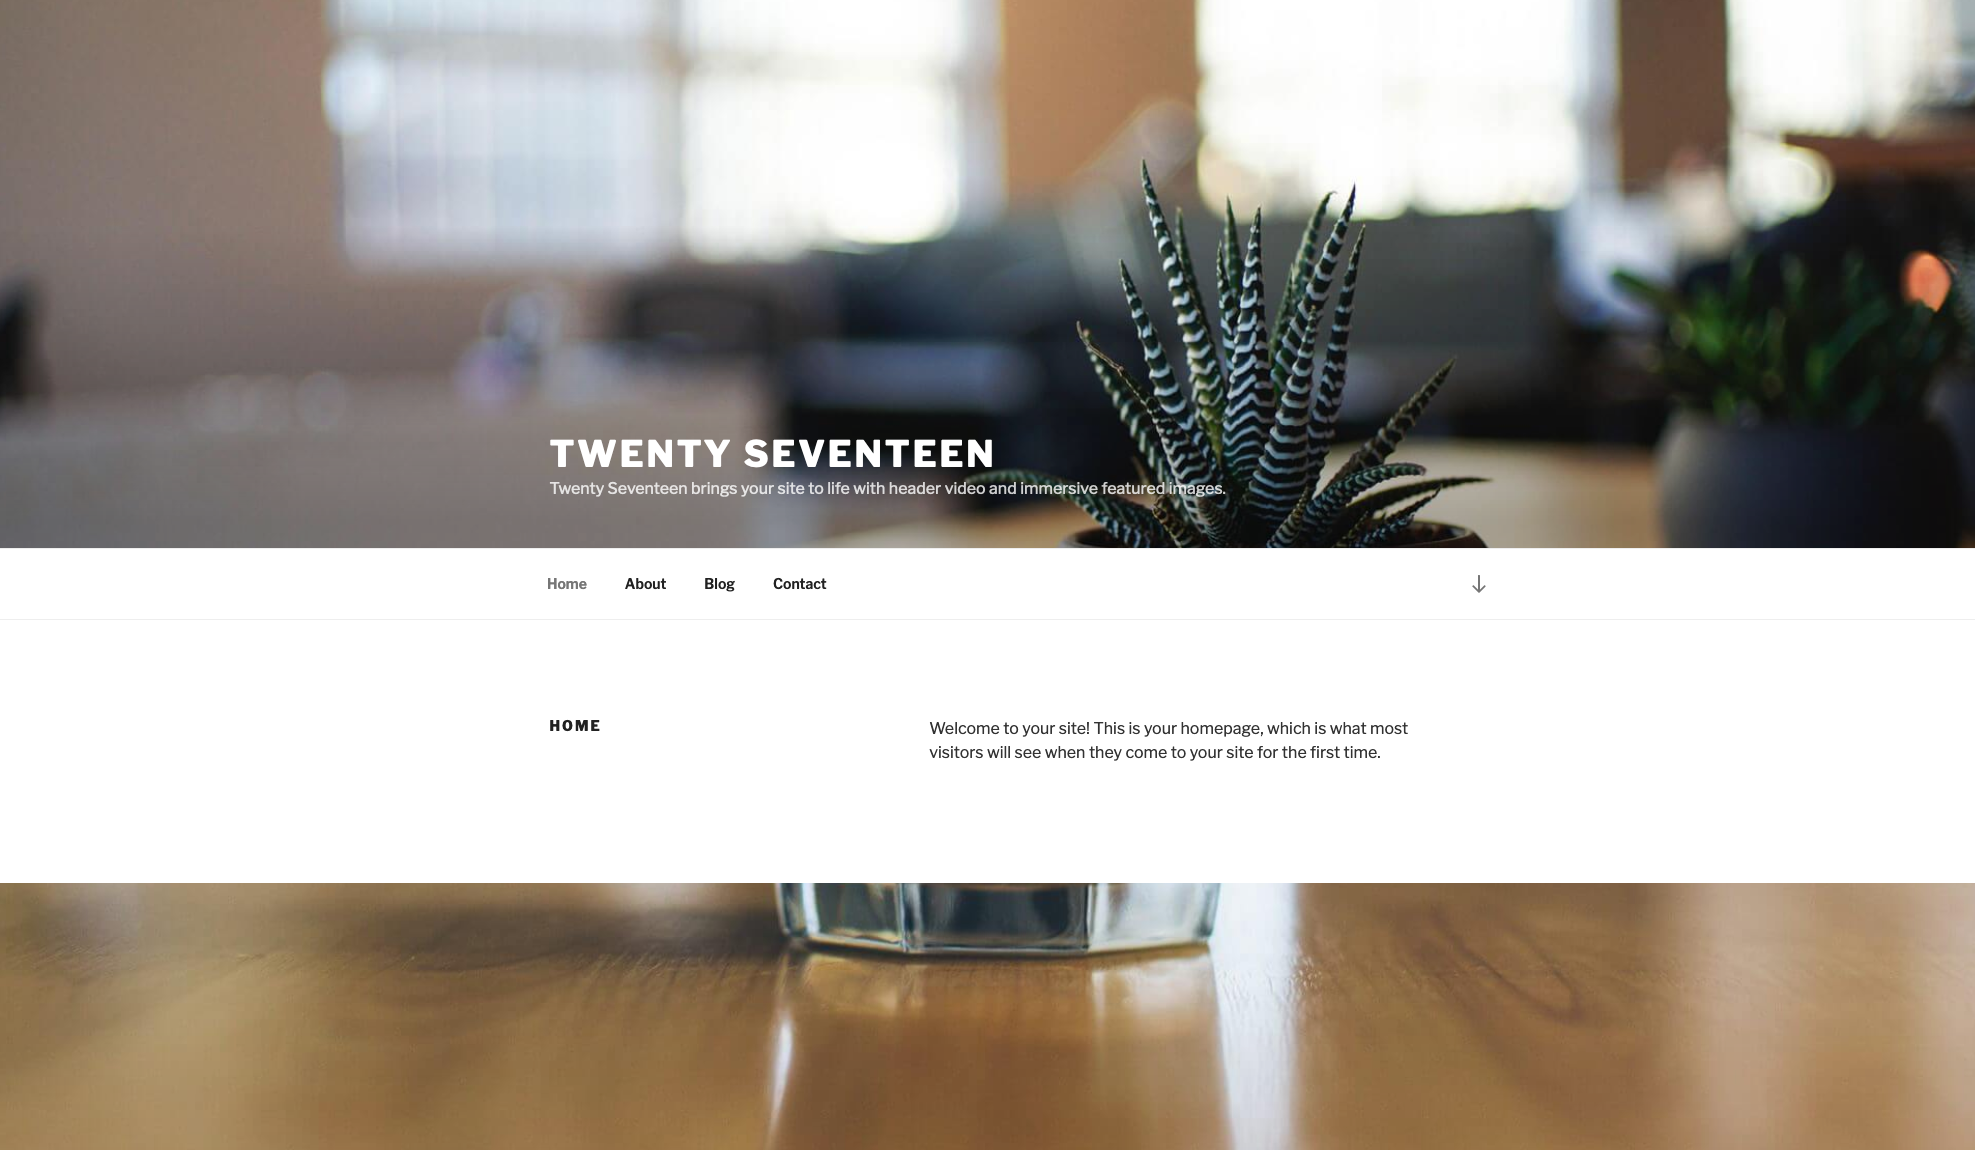 TWENTY SEVENTEEN
Twenty Seventeen brings your site to life with header video and immersive featured images.
Home About Blog Contact
HOME
Welcome to your site! This is your homepage, which is what most
visitors will see when they come to your site for the first time.